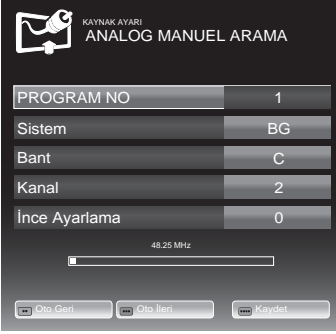 KAYNAK AYARI
ANALOG MANUEL ARAMA
PROGRAM NO 1
Sistem BG
Bant C
Kanal 2
İnce Ayarlama 0
48.25 MHz
Oto Geri Oto İleri Kaydet